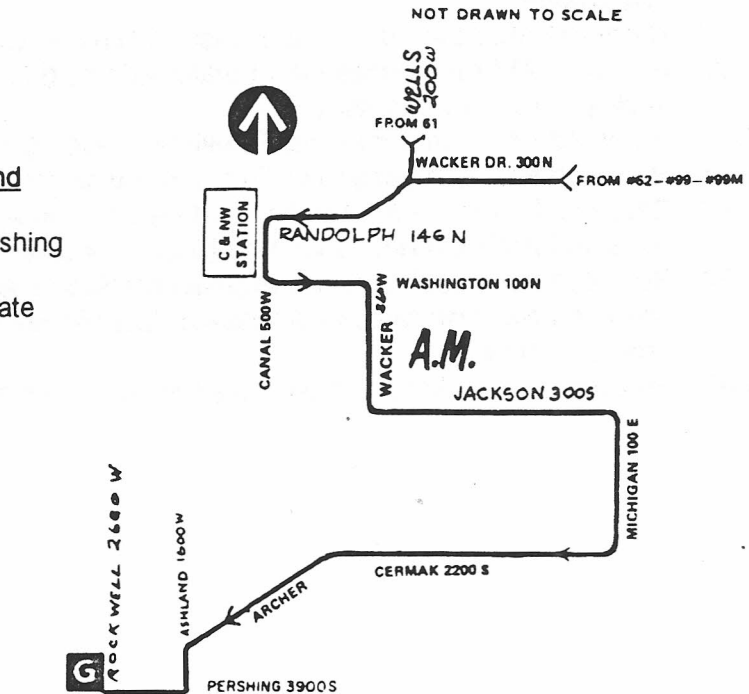 NOT DRAWN TO SCALE
WELLS
200W
FROM 61
nd
WACKER DR. 300N
FROM #62-#99-#99M
C & NW
STATION
RANDOLPH 146 N
shing
WASHINGTON 100N
ate
CANAL 500W
WACKER 360W
A.M.
JACKSON 300S
MICHIGAN 100 E
ROCKWELL 2600 W
ASHLAND 1600W
CERMAK 2200 S
ARCHER
G
PERSHING 3900S